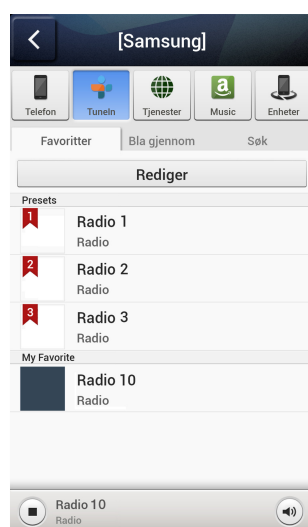 [Samsung]
Telefon TuneIn Tjenester Music Enheter
Favoritter Bla gjennom Søk
Rediger
Presets
1
Radio 1
Radio
2
Radio 2
Radio
3
Radio 3
Radio
My Favorite
Radio 10
Radio
Radio 10
Radio